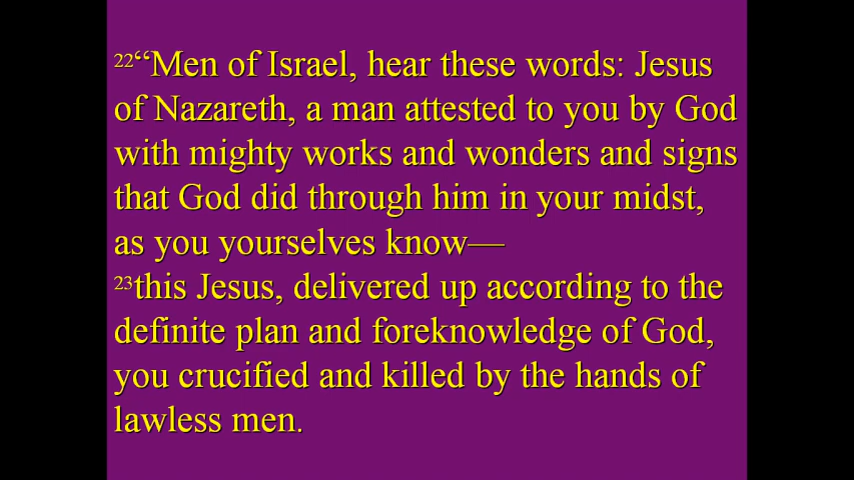 22“Men of Israel, hear these words: Jesus
of Nazareth, a man attested to you by God
with mighty works and wonders and signs
that God did through him in your midst,
as you yourselves know—
23this Jesus, delivered up according to the
definite plan and foreknowledge of God,
you crucified and killed by the hands of
lawless men.